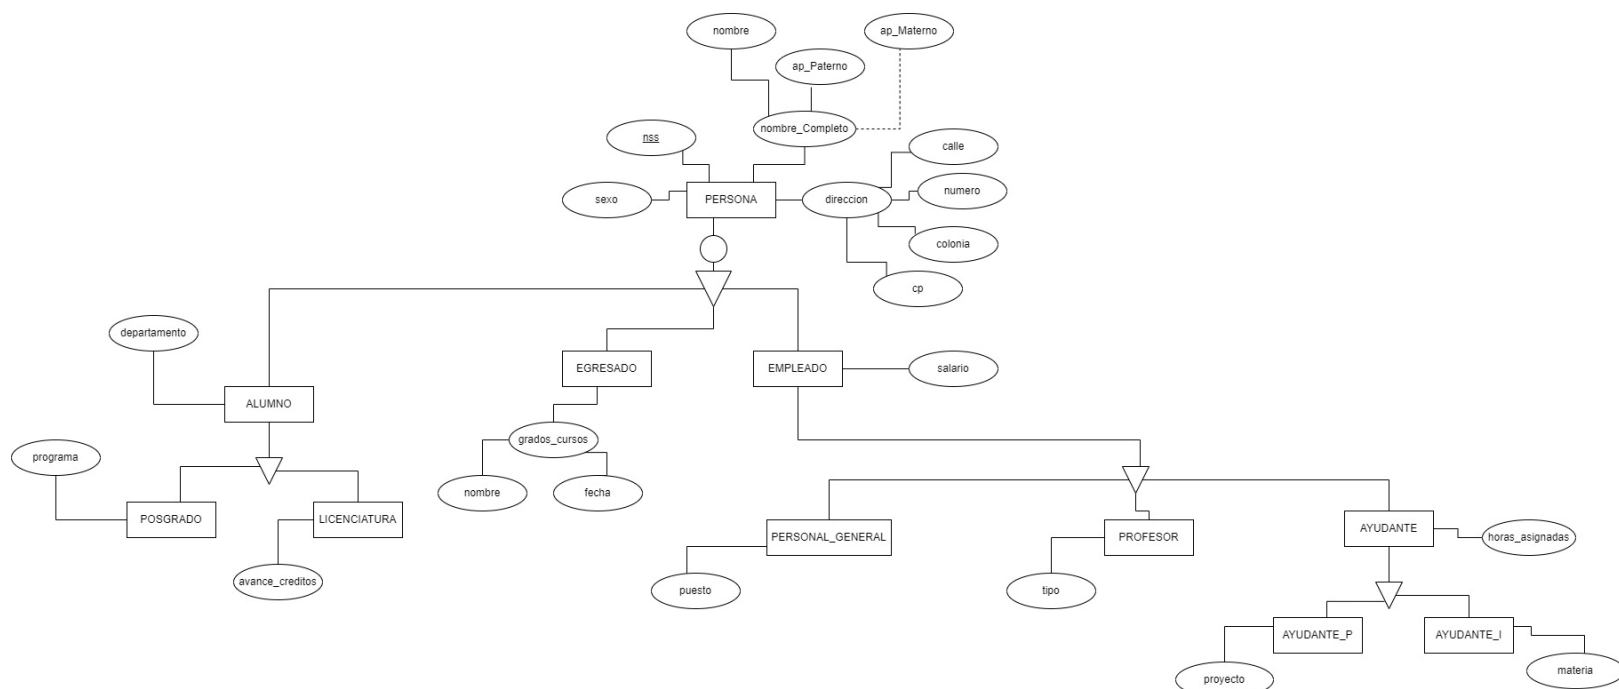 nombre
ap_Materno
ap_Paterno
nombre_Completo
nss
calle
sexo
PERSONA
direccion
numero
colonia
cp
departamento
EGRESADO
EMPLEADO
salario
ALUMNO
grados_cursos
programa
nombre
fecha
POSGRADO
LICENCIATURA
PERSONAL_GENERAL
PROFESOR
AYUDANTE
horas_asignadas
avance_creditos
puesto
tipo
AYUDANTE_P
AYUDANTE_I
proyecto
materia